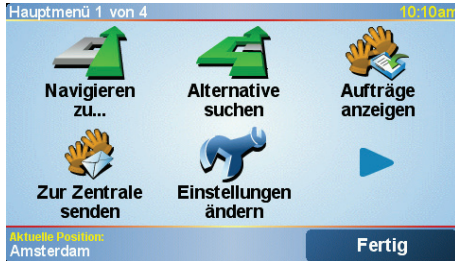 Hauptmenü 1 von 4
10:10am
Navigieren
zu...
Alternative
suchen
Aufträge
anzeigen
Zur Zentrale
senden
Einstellungen
ändern
Aktuelle Position:
Amsterdam
Fertig